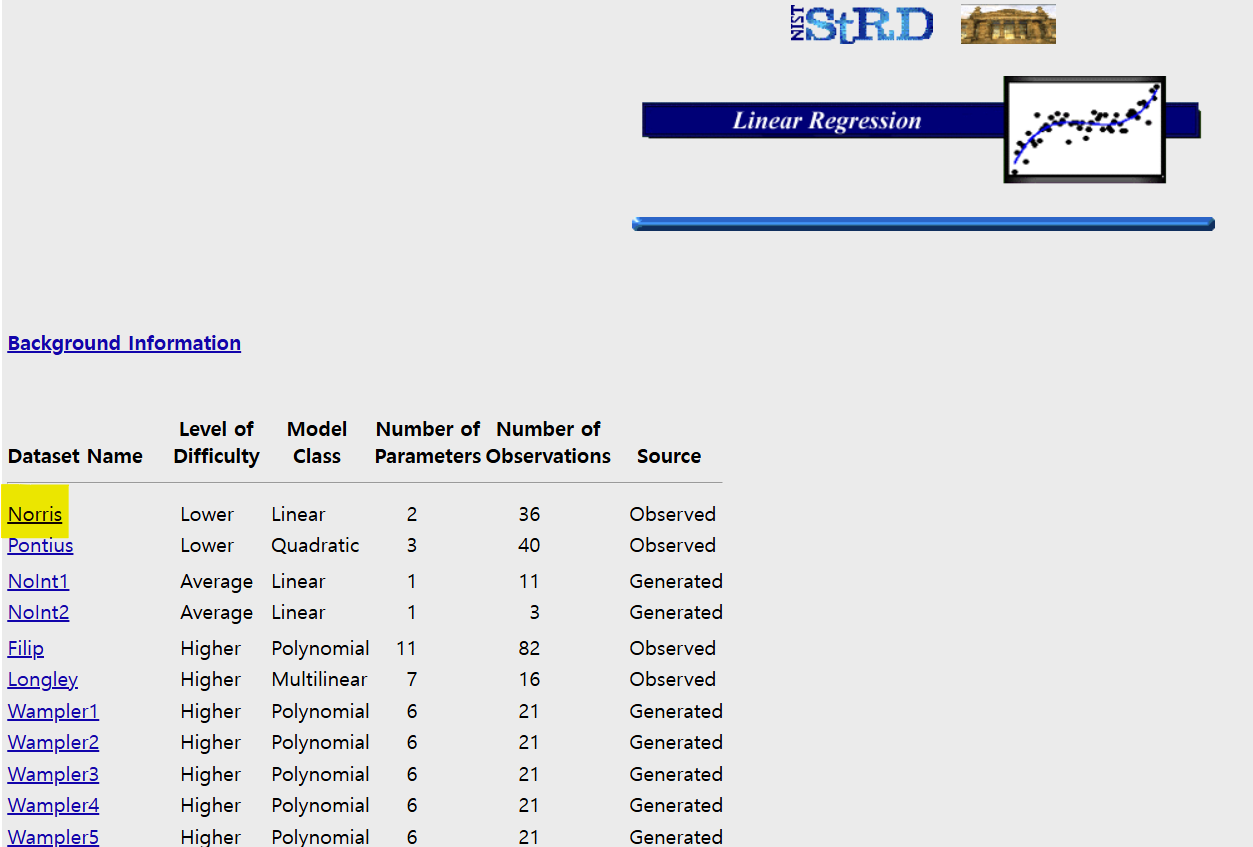 NIST StRD
Linear Regression
Background Information
Level of Model Number of Number of
Dataset Name Difficulty Class Parameters Observations Source
Norris Lower Linear 2 36 Observed
Pontius Lower Quadratic 3 40 Observed
NoInt1 Average Linear 1 11 Generated
NoInt2 Average Linear 1 3 Generated
Filip Higher Polynomial 11 82 Observed
Longley Higher Multilinear 7 16 Observed
Wampler1 Higher Polynomial 6 21 Generated
Wampler2 Higher Polynomial 6 21 Generated
Wampler3 Higher Polynomial 6 21 Generated
Wampler4 Higher Polynomial 6 21 Generated
Wampler5 Higher Polynomial 6 21 Generated